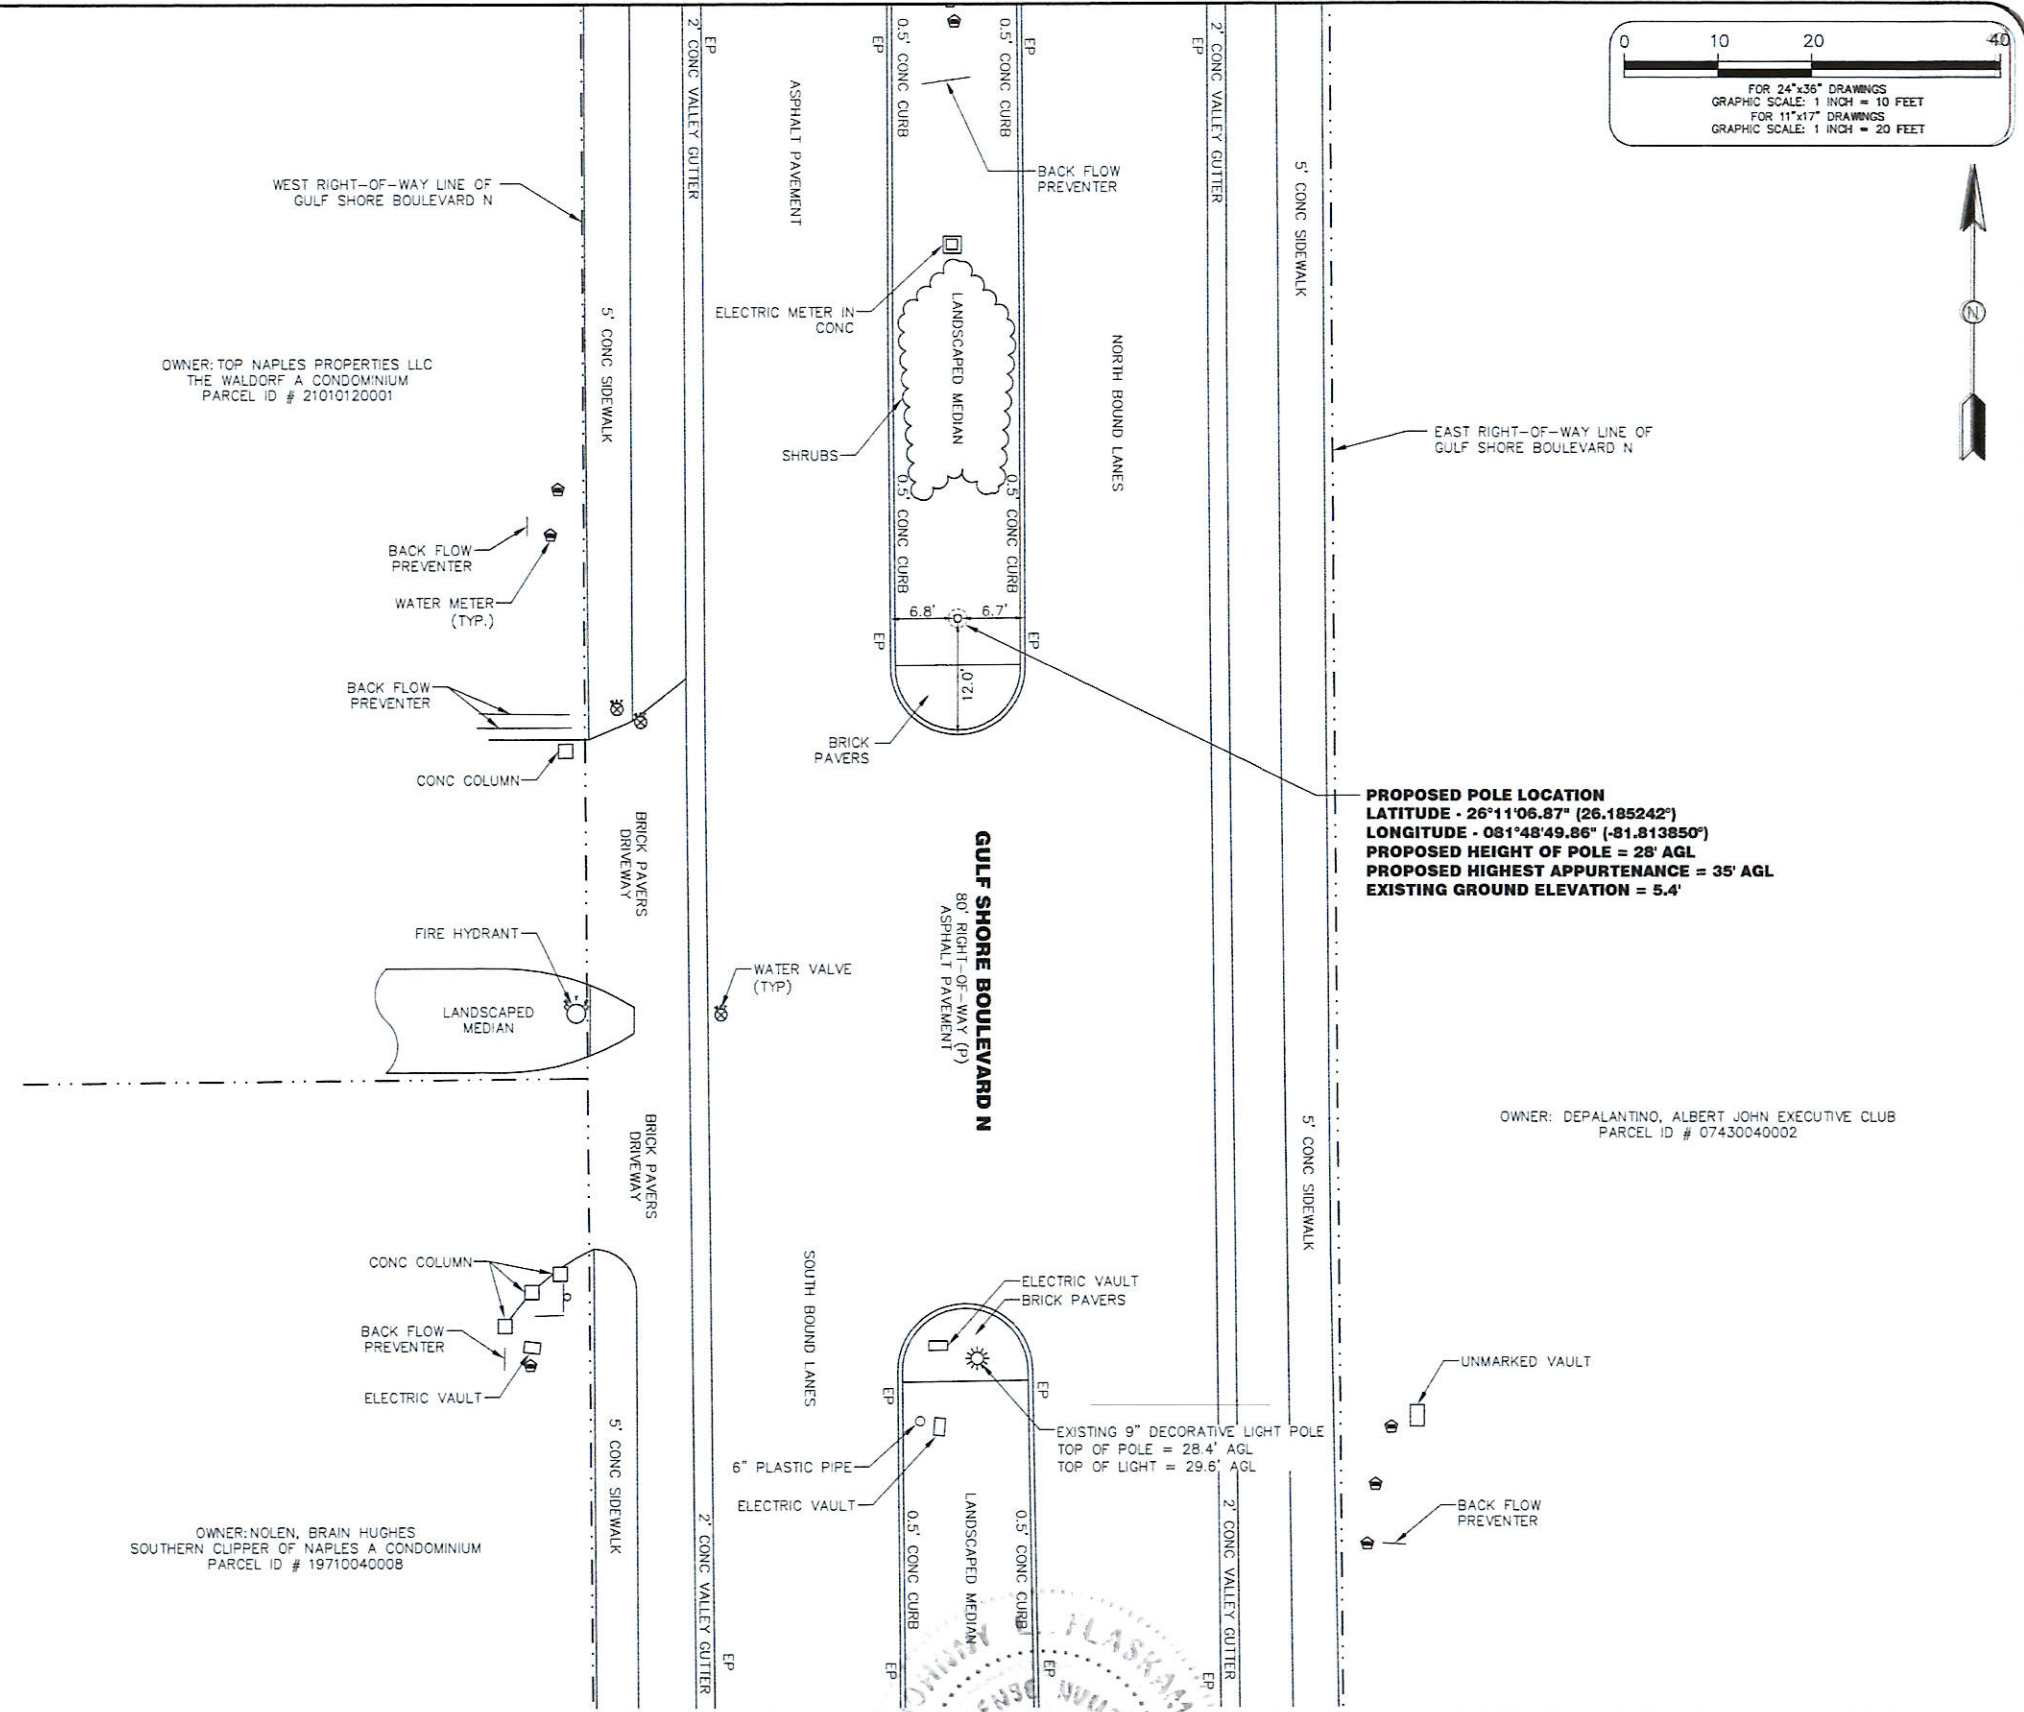 0 10 20 40
FOR 24"x36" DRAWINGS
GRAPHIC SCALE: 1 INCH = 10 FEET
FOR 11"x17" DRAWINGS
GRAPHIC SCALE: 1 INCH = 20 FEET
N
2' CONC VALLEY GUTTER
EP
ASPHALT PAVEMENT
EP
0.5' CONC CURB
0.5' CONC CURB
EP
EP
2' CONC VALLEY GUTTER
5' CONC SIDEWALK
BACK FLOW
PREVENTER
WEST RIGHT-OF-WAY LINE OF
GULF SHORE BOULEVARD N
ELECTRIC METER IN
CONC
5' CONC SIDEWALK
LANDSCAPED MEDIAN
NORTH BOUND LANES
OWNER: TOP NAPLES PROPERTIES LLC
THE WALDORF A CONDOMINIUM
PARCEL ID # 21010120001
SHRUBS
EAST RIGHT-OF-WAY LINE OF
GULF SHORE BOULEVARD N
0.5' CONC CURB
0.5' CONC CURB
BACK FLOW
PREVENTER
WATER METER
(TYP.)
6.8'
6.7'
EP
EP
12.0'
BACK FLOW
PREVENTER
BRICK
PAVERS
CONC COLUMN
PROPOSED POLE LOCATION
LATITUDE - 26°11'06.87" (26.185242°)
LONGITUDE - 081°48'49.86" (-81.813850°)
PROPOSED HEIGHT OF POLE = 28' AGL
PROPOSED HIGHEST APPURTENANCE = 35' AGL
EXISTING GROUND ELEVATION = 5.4'
BRICK PAVERS
DRIVEWAY
GULF SHORE BOULEVARD N
80' RIGHT-OF-WAY (P)
ASPHALT PAVEMENT
FIRE HYDRANT
WATER VALVE
(TYP)
LANDSCAPED
MEDIAN
OWNER: DEPALANTINO, ALBERT JOHN EXECUTIVE CLUB
PARCEL ID # 07430040002
BRICK PAVERS
DRIVEWAY
5' CONC SIDEWALK
CONC COLUMN
SOUTH BOUND LANES
ELECTRIC VAULT
BRICK PAVERS
BACK FLOW
PREVENTER
ELECTRIC VAULT
EP
EP
UNMARKED VAULT
EXISTING 9" DECORATIVE LIGHT POLE
TOP OF POLE = 28.4' AGL
TOP OF LIGHT = 29.6' AGL
5' CONC SIDEWALK
6" PLASTIC PIPE
ELECTRIC VAULT
BACK FLOW
PREVENTER
OWNER: NOLEN, BRAIN HUGHES
SOUTHERN CLIPPER OF NAPLES A CONDOMINIUM
PARCEL ID # 19710040008
2' CONC VALLEY GUTTER
EP
0.5' CONC CURB
LANDSCAPED MEDIAN
0.5' CONC CURB
2' CONC VALLEY GUTTER
EP
EP
EP